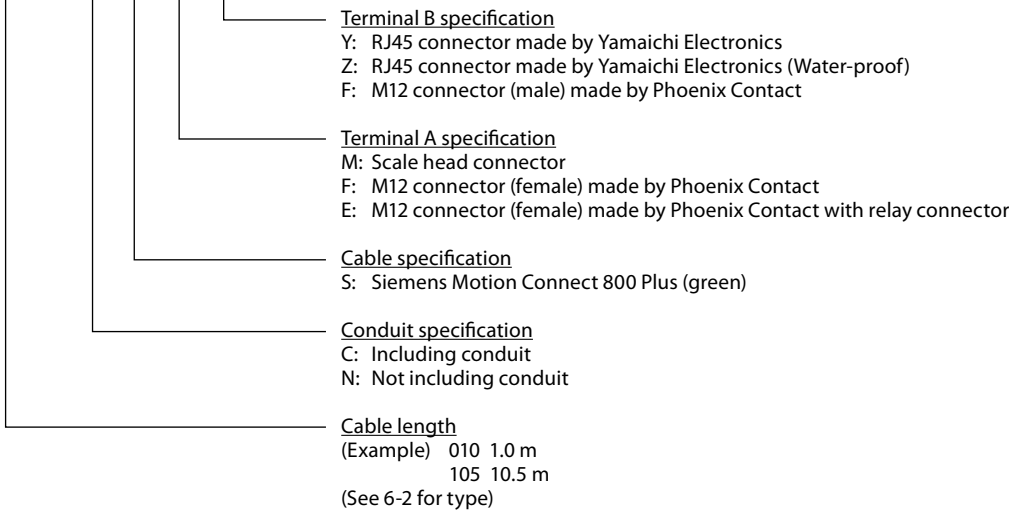 Terminal B specification
Y: RJ45 connector made by Yamaichi Electronics
Z: RJ45 connector made by Yamaichi Electronics (Water-proof)
F: M12 connector (male) made by Phoenix Contact
Terminal A specification
M: Scale head connector
F: M12 connector (female) made by Phoenix Contact
E: M12 connector (female) made by Phoenix Contact with relay connector
Cable specification
S: Siemens Motion Connect 800 Plus (green)
Conduit specification
C: Including conduit
N: Not including conduit
Cable length
(Example) 010 1.0 m
105 10.5 m
(See 6-2 for type)